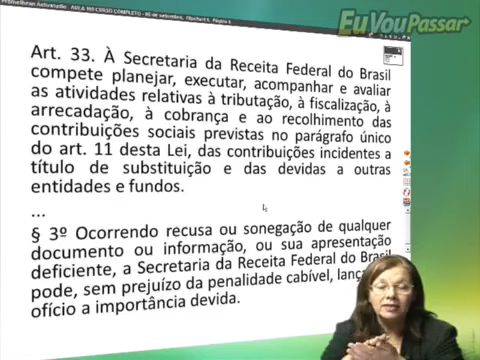 EuVouPassar
Art. 33. À Secretaria da Receita Federal do Brasil
compete planejar, executar, acompanhar e avaliar
as atividades relativas à tributação, à fiscalização, à
arrecadação, à cobrança e ao recolhimento das
contribuições sociais previstas no parágrafo único
do art. 11 desta Lei, das contribuições incidentes a
título de substituição e das devidas a outras
entidades e fundos.
...
§ 3º Ocorrendo recusa ou sonegação de qualquer
documento ou informação, ou sua apresentação
deficiente, a Secretaria da Receita Federal do Brasil
pode, sem prejuízo da penalidade cabível,
ofício a importância devida.